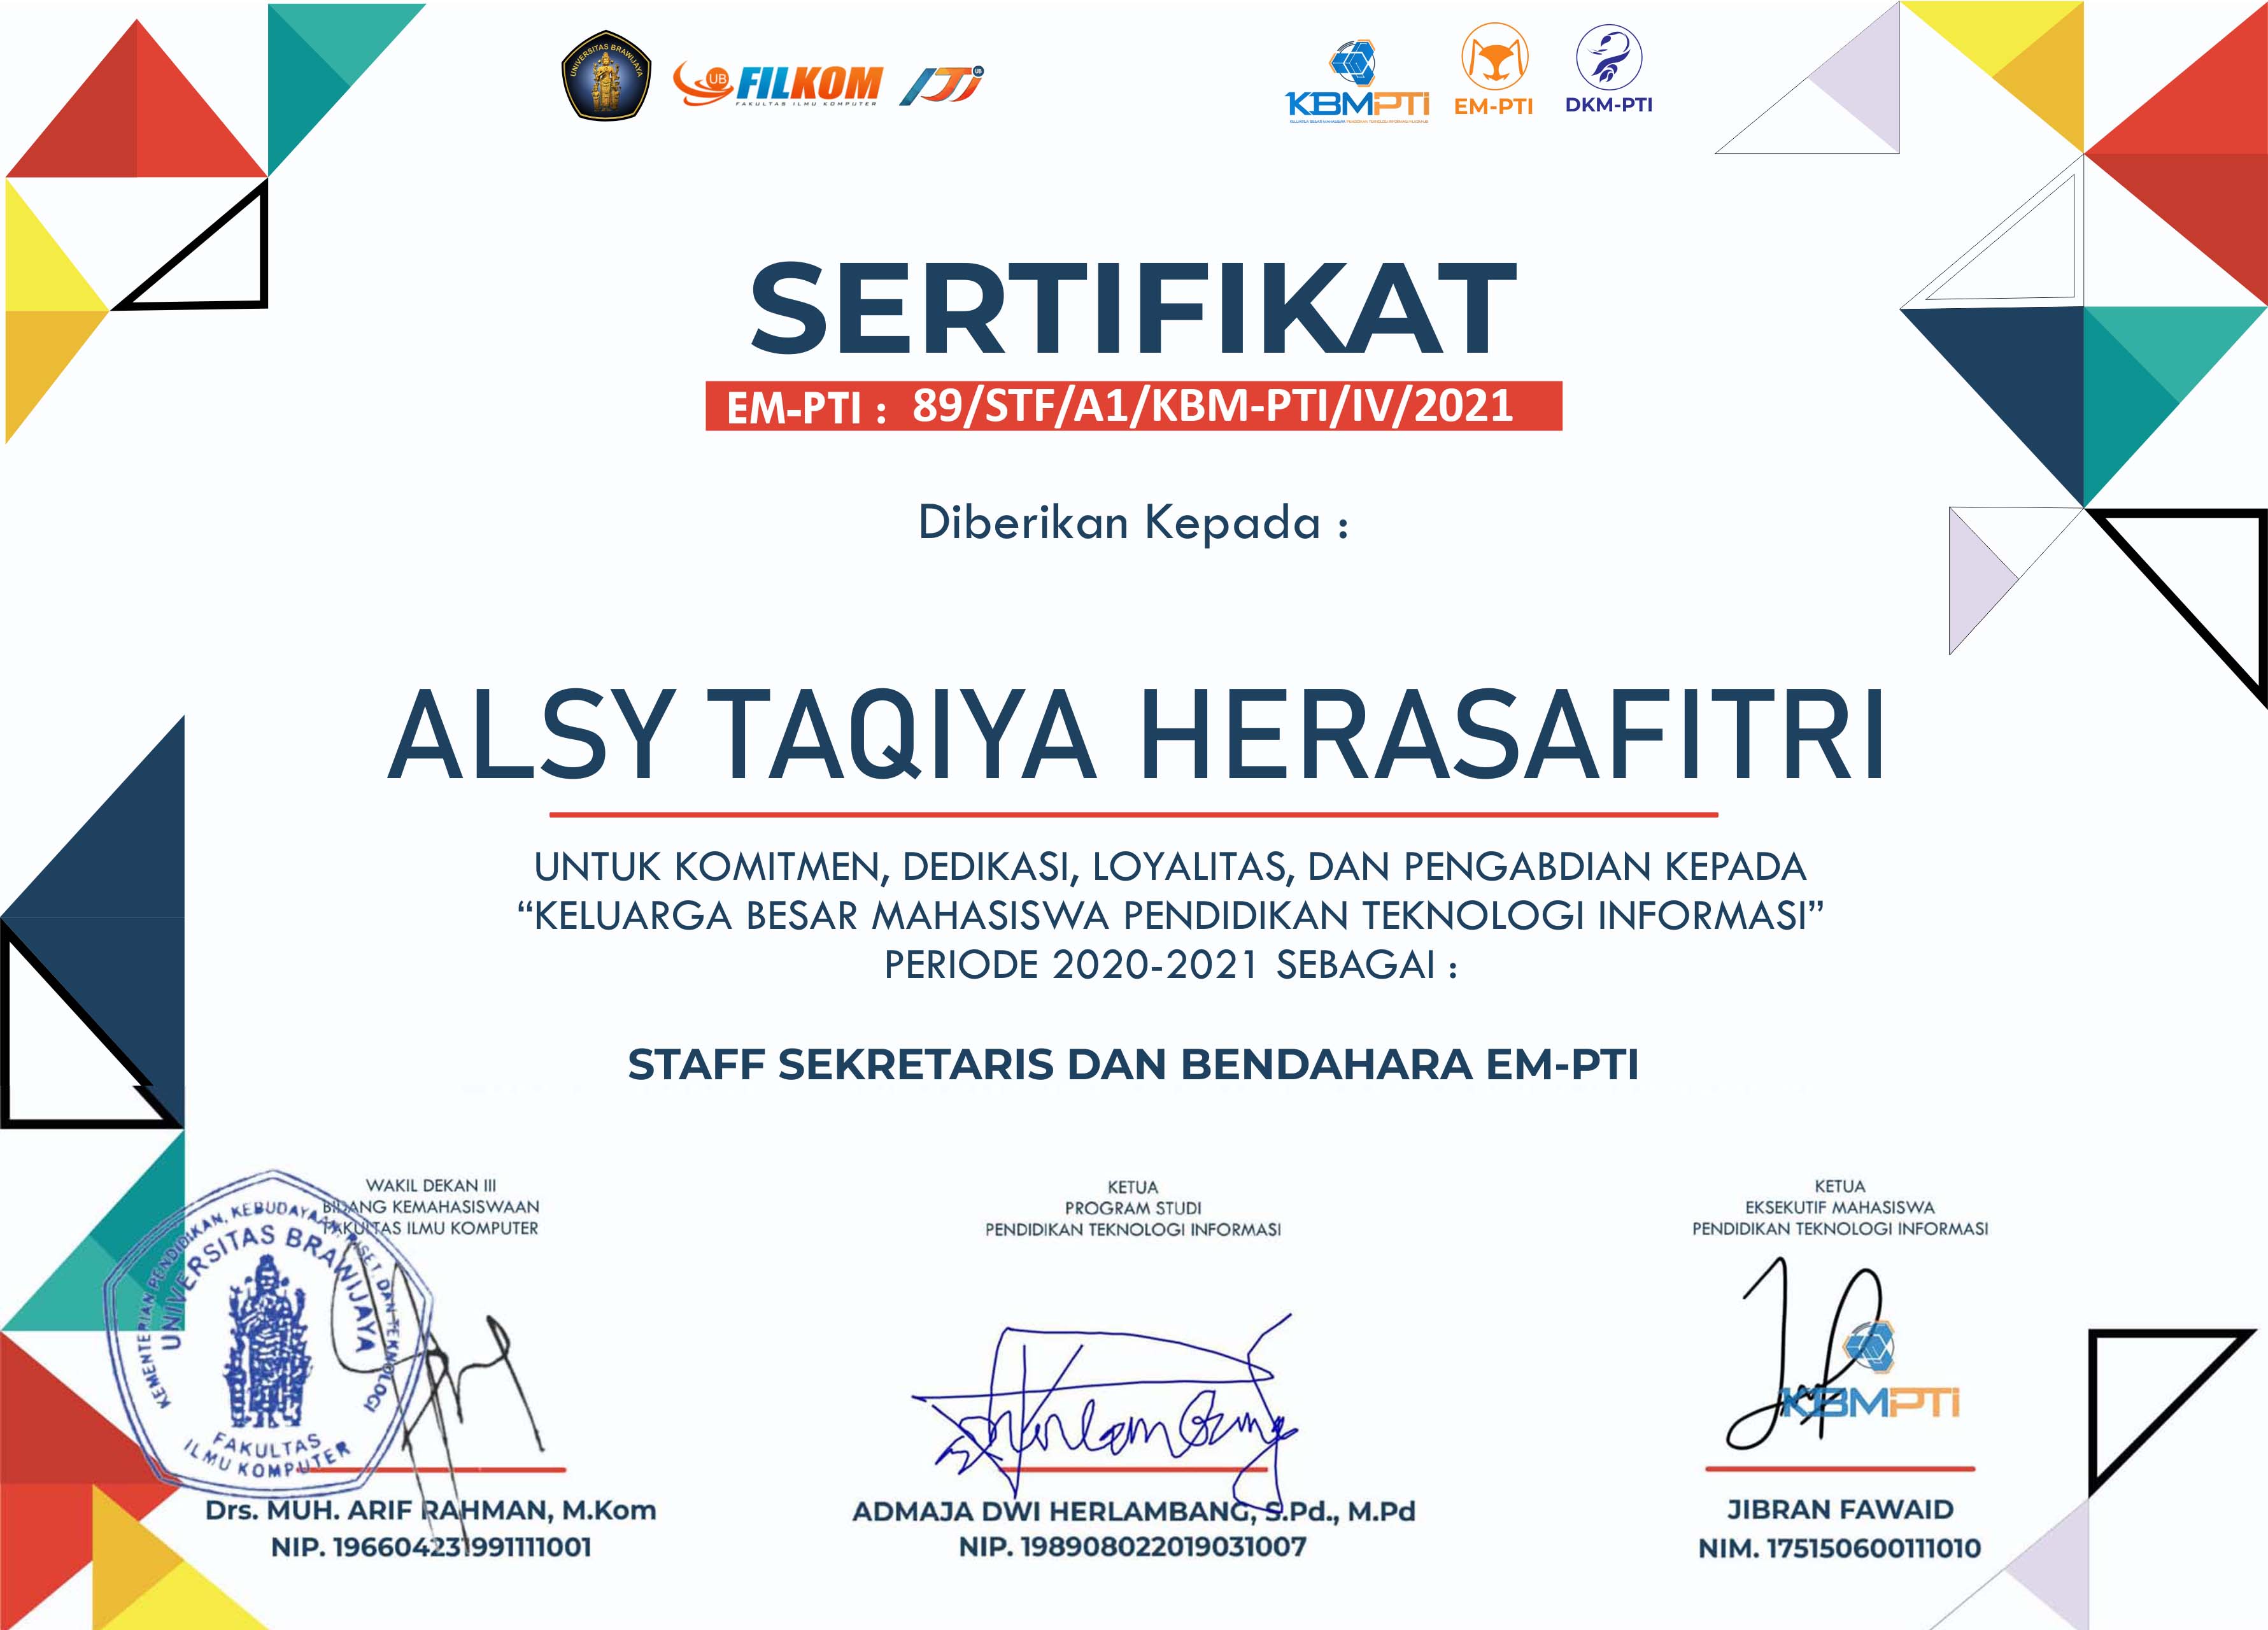 UNIVERSITAS BRAWIJAYA
UB FILKOM
FAKULTAS ILMU KOMPUTER
PTI UB
KBMPTI
EM-PTI
DKM-PTI
SERTIFIKAT
EM-PTI : 89/STF/A1/KBM-PTI/IV/2021
Diberikan Kepada :
ALSY TAQIYA HERASAFITRI
UNTUK KOMITMEN, DEDIKASI, LOYALITAS, DAN PENGABDIAN KEPADA
“KELUARGA BESAR MAHASISWA PENDIDIKAN TEKNOLOGI INFORMASI”
PERIODE 2020-2021 SEBAGAI :
STAFF SEKRETARIS DAN BENDAHARA EM-PTI
WAKIL DEKAN III
BIDANG KEMAHASISWAAN
FAKULTAS ILMU KOMPUTER
KEMENTERIAN PENDIDIKAN, KEBUDAYAAN, RISET, DAN TEKNOLOGI
UNIVERSITAS BRAWIJAYA
FAKULTAS
ILMU KOMPUTER
Drs. MUH. ARIF RAHMAN, M.Kom
NIP. 196604231991111001
KETUA
PROGRAM STUDI
PENDIDIKAN TEKNOLOGI INFORMASI
ADMAJA DWI HERLAMBANG, S.Pd., M.Pd
NIP. 198908022019031007
KETUA
EKSEKUTIF MAHASISWA
PENDIDIKAN TEKNOLOGI INFORMASI
KBMPTI
JIBRAN FAWAID
NIM. 175150600111010